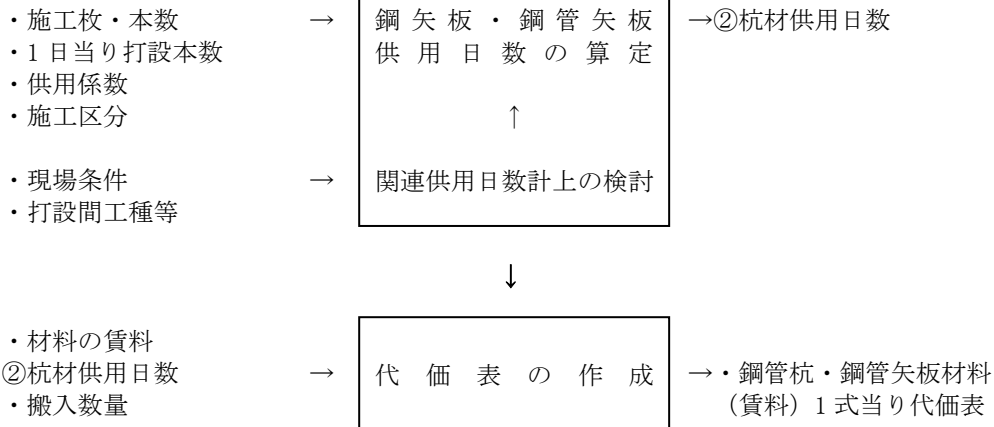 ・施工枚・本数 → 鋼矢板・鋼管矢板 →②杭材供用日数
・1日当り打設本数 供用日数の算定
・供用係数
・施工区分 ↑
・現場条件 → 関連供用日数計上の検討
・打設間工種等
↓
・材料の賃料
②杭材供用日数 → 代価表の作成 →・鋼管杭・鋼管矢板材料
・搬入数量 （賃料）1式当り代価表